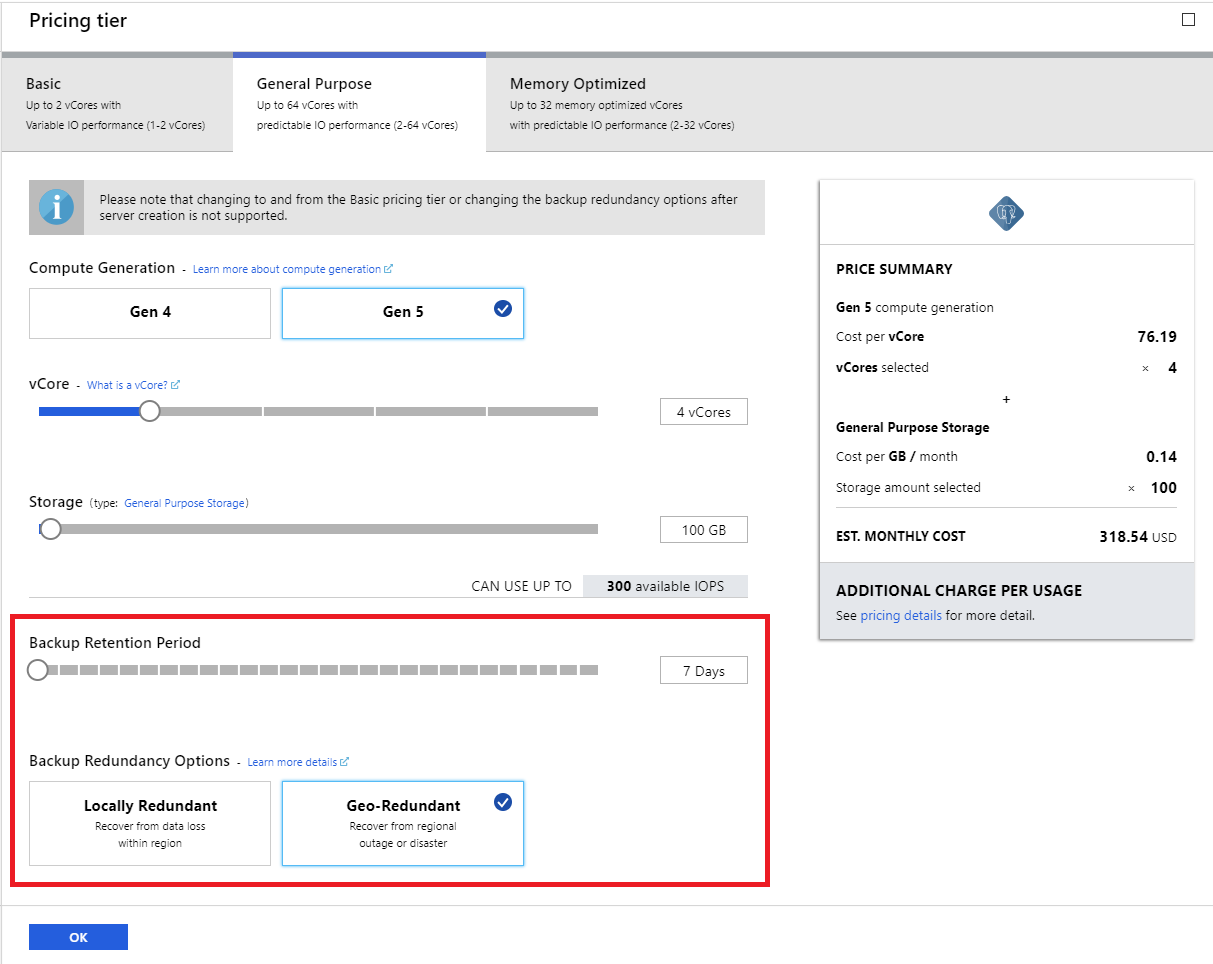 Pricing tier
Basic
Up to 2 vCores with
Variable IO performance (1-2 vCores)
General Purpose
Up to 64 vCores with
predictable IO performance (2-64 vCores)
Memory Optimized
Up to 32 memory optimized vCores
with predictable IO performance (2-32 vCores)
Please note that changing to and from the Basic pricing tier or changing the backup redundancy options after
server creation is not supported.
Compute Generation - Learn more about compute generation
Gen 4
Gen 5
vCore - What is a vCore?
4 vCores
Storage (type: General Purpose Storage)
100 GB
CAN USE UP TO 300 available IOPS
Backup Retention Period
7 Days
Backup Redundancy Options - Learn more details
Locally Redundant
Recover from data loss
within region
Geo-Redundant
Recover from regional
outage or disaster
OK
PRICE SUMMARY
Gen 5 compute generation
Cost per vCore 76.19
vCores selected × 4
+
General Purpose Storage
Cost per GB / month 0.14
Storage amount selected × 100
EST. MONTHLY COST 318.54 USD
ADDITIONAL CHARGE PER USAGE
See pricing details for more detail.